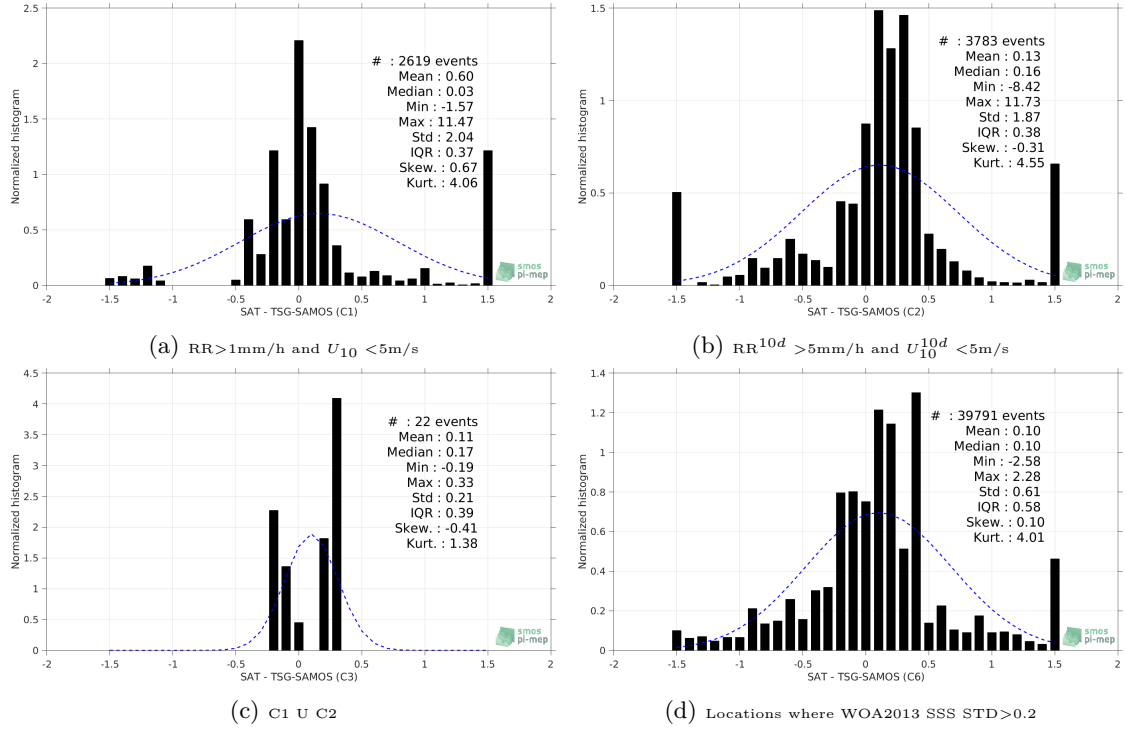 2.5
2
1.5
1
0.5
0
-2
-1.5
-1
-0.5
0
0.5
1
1.5
2
Normalized histogram
SAT - TSG-SAMOS (C1)
# : 2619 events
Mean : 0.60
Median : 0.03
Min : -1.57
Max : 11.47
Std : 2.04
IQR : 0.37
Skew. : 0.67
Kurt. : 4.06
smos
pi-mep
(a) RR>1mm/h and U10 <5m/s
1.5
1
0.5
0
-2
-1.5
-1
-0.5
0
0.5
1
1.5
2
Normalized histogram
SAT - TSG-SAMOS (C2)
# : 3783 events
Mean : 0.13
Median : 0.16
Min : -8.42
Max : 11.73
Std : 1.87
IQR : 0.38
Skew. : -0.31
Kurt. : 4.55
smos
pi-mep
(b) RR^10d >5mm/h and U10^10d <5m/s
4.5
4
3.5
3
2.5
2
1.5
1
0.5
0
-2
-1.5
-1
-0.5
0
0.5
1
1.5
2
Normalized histogram
SAT - TSG-SAMOS (C3)
# : 22 events
Mean : 0.11
Median : 0.17
Min : -0.19
Max : 0.33
Std : 0.21
IQR : 0.39
Skew. : -0.41
Kurt. : 1.38
smos
pi-mep
(c) C1 U C2
1.4
1.2
1
0.8
0.6
0.4
0.2
0
-2
-1.5
-1
-0.5
0
0.5
1
1.5
2
Normalized histogram
SAT - TSG-SAMOS (C6)
# : 39791 events
Mean : 0.10
Median : 0.10
Min : -2.58
Max : 2.28
Std : 0.61
IQR : 0.58
Skew. : 0.10
Kurt. : 4.01
smos
pi-mep
(d) Locations where WOA2013 SSS STD>0.2